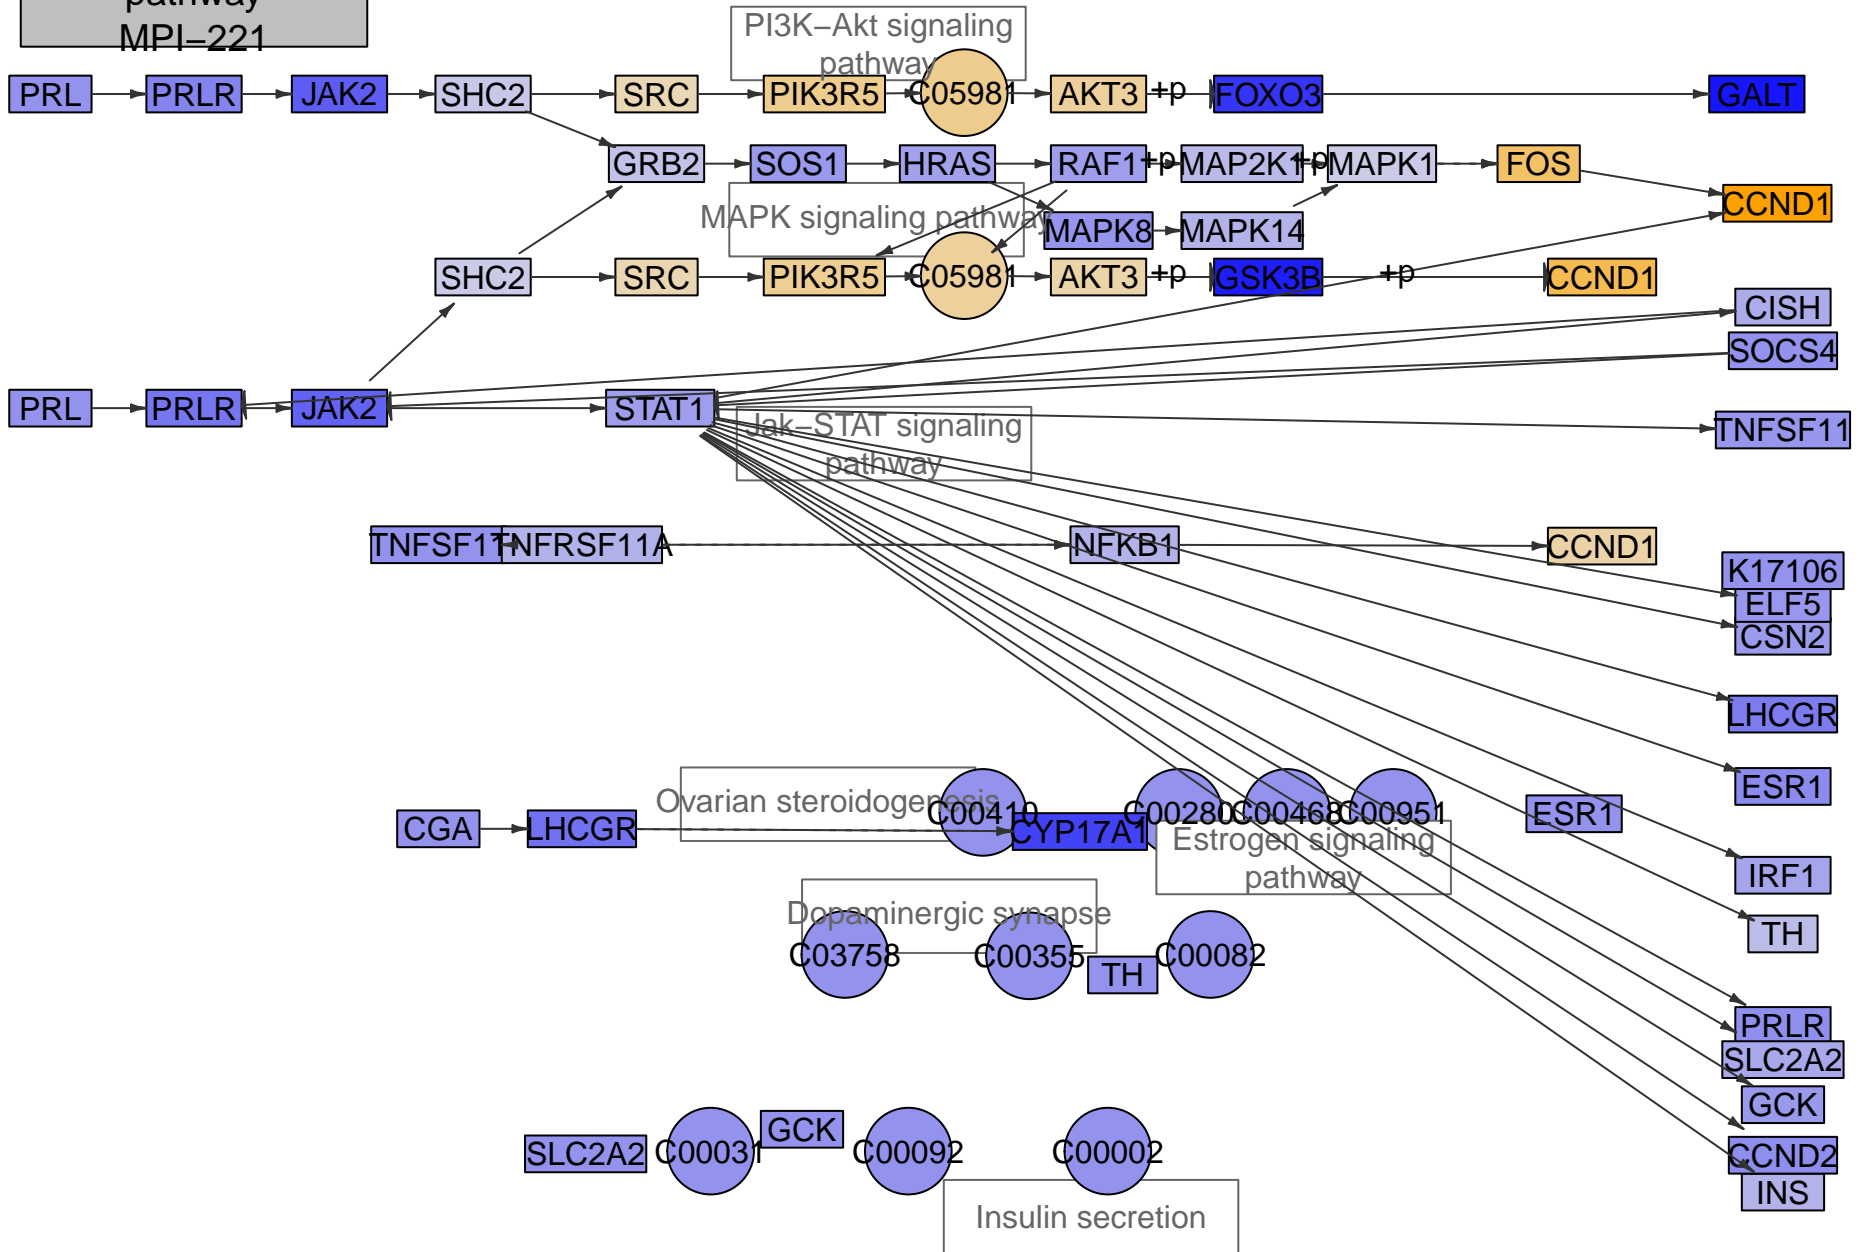 pathway
MPI−221
PI3K−Akt signaling
pathway
PRL
PRLR
JAK2
SHC2
SRC
PIK3R5
C05981
AKT3
+p
FOXO3
GALT
GRB2
SOS1
HRAS
RAF1
+p
MAP2K1
+p
MAPK1
FOS
CCND1
MAPK signaling pathway
MAPK8
MAPK14
SHC2
SRC
PIK3R5
C05981
AKT3
+p
GSK3B
+p
CCND1
CISH
SOCS4
PRL
PRLR
JAK2
STAT1
Jak−STAT signaling
pathway
TNFSF11
TNFSF11
TNFRSF11A
NFKB1
CCND1
K17106
ELF5
CSN2
LHCGR
ESR1
Ovarian steroidogenesis
C00410
C00280
C00468
C00951
ESR1
CGA
LHCGR
CYP17A1
Estrogen signaling
pathway
IRF1
Dopaminergic synapse
TH
C03758
C00355
TH
C00082
PRLR
SLC2A2
GCK
SLC2A2
C00031
GCK
C00092
C00002
CCND2
INS
Insulin secretion